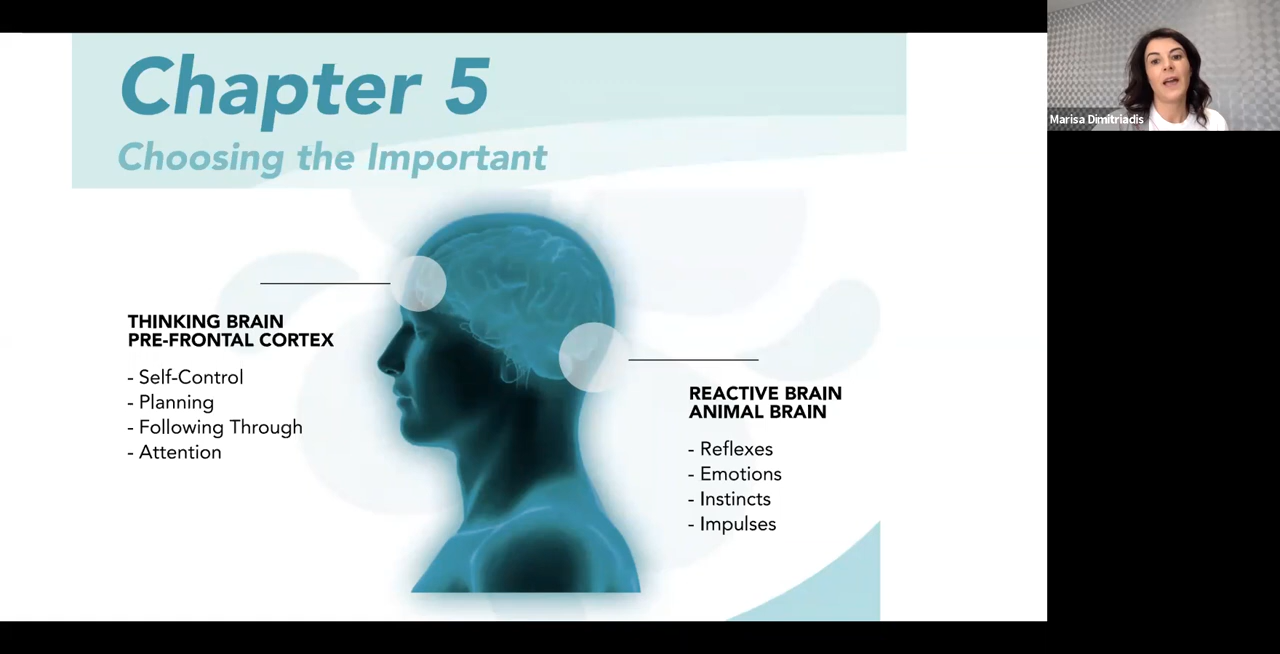 Chapter 5
Choosing the Important
Marisa Dimitriadis
THINKING BRAIN
PRE-FRONTAL CORTEX
- Self-Control
- Planning
- Following Through
- Attention
REACTIVE BRAIN
ANIMAL BRAIN
- Reflexes
- Emotions
- Instincts
- Impulses